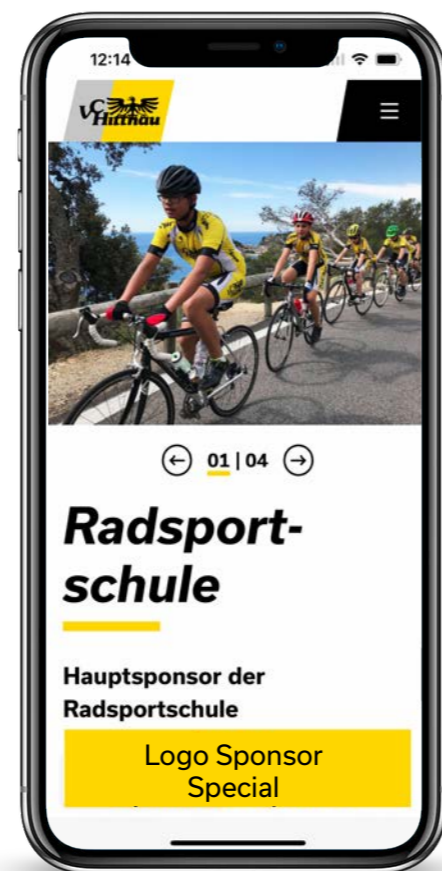 12:14
VC
Hittnau
01 | 04
Radsport-
schule
Hauptsponsor der
Radsportschule
Logo Sponsor
Special